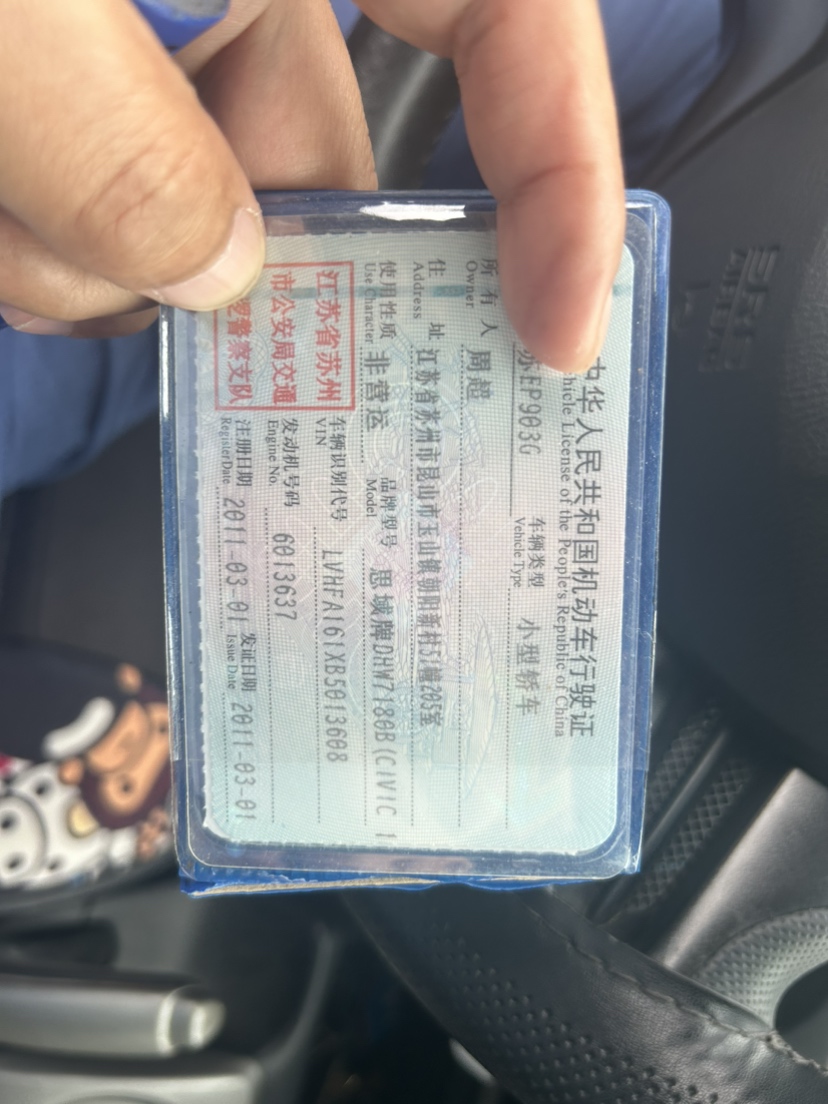 中华人民共和国机动车行驶证
Vehicle License of the People's Republic of China
苏EP903G
车辆类型 小型轿车
Vehicle Type
所有人 周超
Owner
住址 江苏省苏州市昆山市玉山镇朝阳新村51幢205室
Address
使用性质 非营运
Use Character
品牌型号 思域牌DHW7180B(CIVIC 1
Model
江苏省苏州
市公安局交通
警察支队
车辆识别代号 LVHFA161XB5013608
VIN
发动机号码 6013637
Engine No.
注册日期 2011-03-01
Register Date
发证日期 2011-03-01
Issue Date